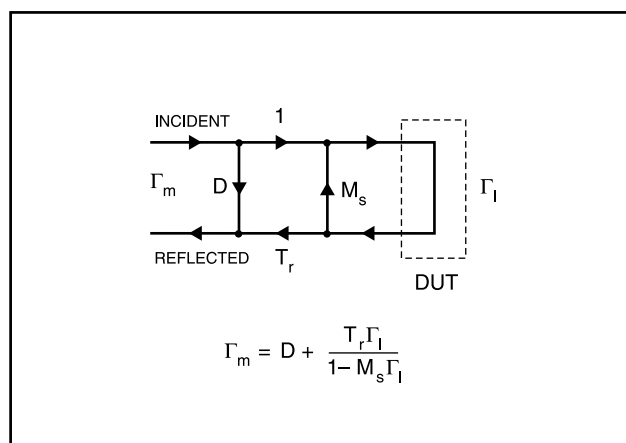 INCIDENT
1
Γm
D
Ms
Γl
REFLECTED
Tr
DUT
Γm = D + TrΓl / 1– MsΓl